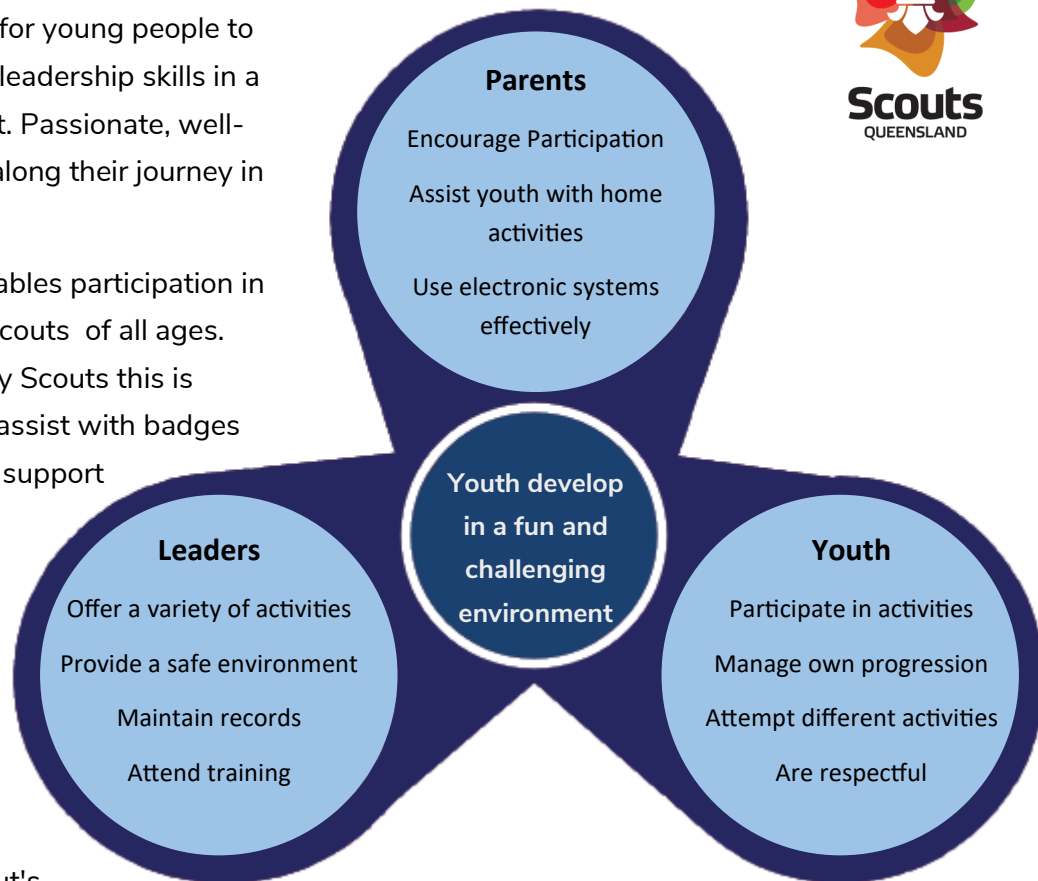 for young people to
leadership skills in a
t. Passionate, well-
along their journey in
ables participation in
couts of all ages.
y Scouts this is
assist with badges
support
Scouts
QUEENSLAND
Parents
Encourage Participation
Assist youth with home
activities
Use electronic systems
effectively
Youth develop
in a fun and
challenging
environment
Leaders
Offer a variety of activities
Provide a safe environment
Maintain records
Attend training
Youth
Participate in activities
Manage own progression
Attempt different activities
Are respectful